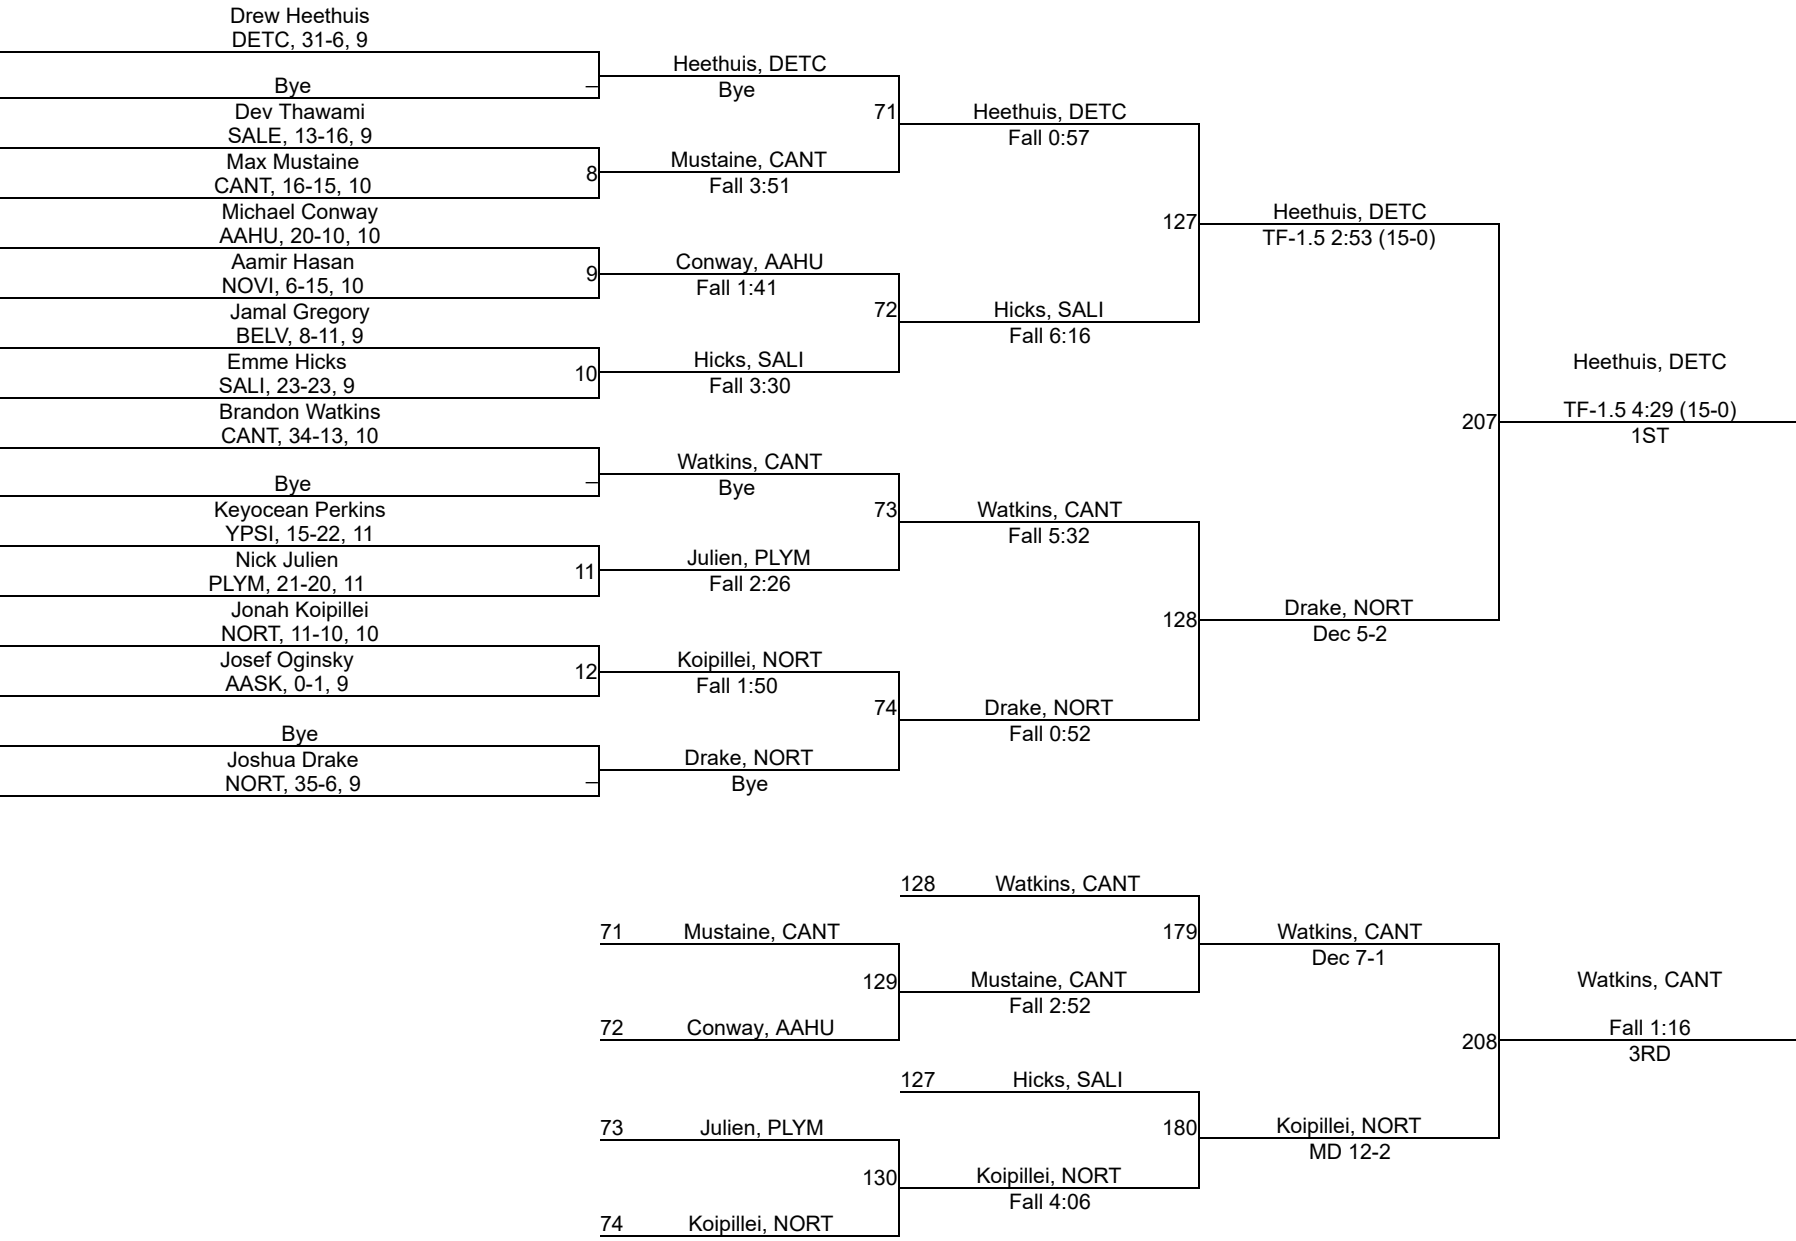 Drew Heethuis
DETC, 31-6, 9
Bye
Dev Thawami
SALE, 13-16, 9
Max Mustaine
CANT, 16-15, 10
Michael Conway
AAHU, 20-10, 10
Aamir Hasan
NOVI, 6-15, 10
Jamal Gregory
BELV, 8-11, 9
Emme Hicks
SALI, 23-23, 9
Brandon Watkins
CANT, 34-13, 10
Bye
Keyocean Perkins
YPSI, 15-22, 11
Nick Julien
PLYM, 21-20, 11
Jonah Koipillei
NORT, 11-10, 10
Josef Oginsky
AASK, 0-1, 9
Bye
Joshua Drake
NORT, 35-6, 9
8
9
10
11
12
Heethuis, DETC
Bye
Mustaine, CANT
Fall 3:51
Conway, AAHU
Fall 1:41
Hicks, SALI
Fall 3:30
Watkins, CANT
Bye
Julien, PLYM
Fall 2:26
Koipillei, NORT
Fall 1:50
Drake, NORT
Bye
71
72
73
74
Heethuis, DETC
Fall 0:57
Hicks, SALI
Fall 6:16
Watkins, CANT
Fall 5:32
Drake, NORT
Fall 0:52
127
128
Heethuis, DETC
TF-1.5 2:53 (15-0)
Drake, NORT
Dec 5-2
207
Heethuis, DETC
TF-1.5 4:29 (15-0)
1ST
71 Mustaine, CANT
72 Conway, AAHU
73 Julien, PLYM
74 Koipillei, NORT
129
130
128 Watkins, CANT
Mustaine, CANT
Fall 2:52
127 Hicks, SALI
Koipillei, NORT
Fall 4:06
179
180
Watkins, CANT
Dec 7-1
Koipillei, NORT
MD 12-2
208
Watkins, CANT
Fall 1:16
3RD